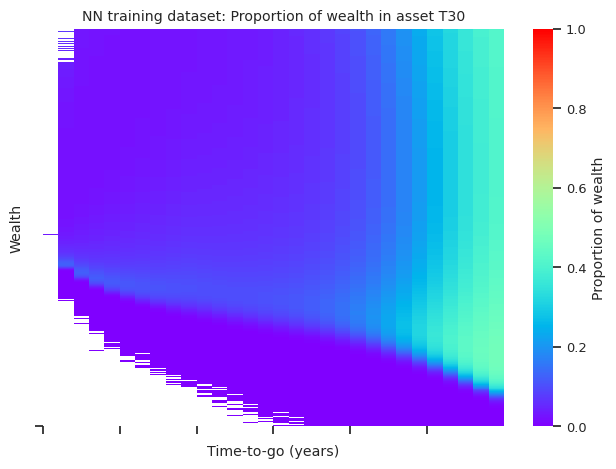 NN training dataset: Proportion of wealth in asset T30
Wealth
Time-to-go (years)
1.0
0.8
0.6
0.4
0.2
0.0
Proportion of wealth